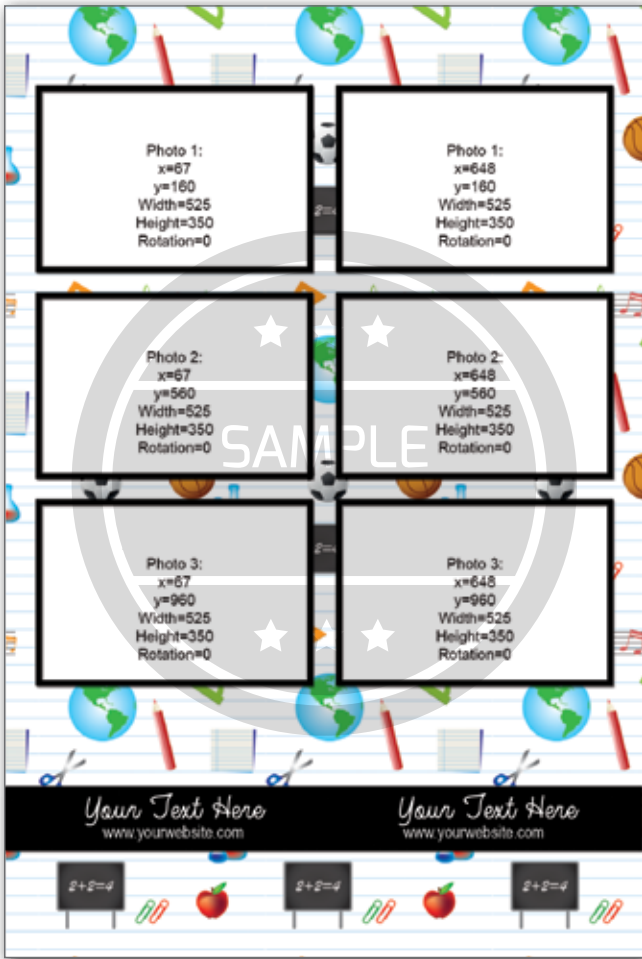 Photo 1:
x=67
y=160
Width=525
Height=350
Rotation=0
Photo 1:
x=648
y=160
Width=525
Height=350
Rotation=0
2=4
Photo 2:
x=67
y=560
Width=525
Height=350
Rotation=0
Photo 2:
x=648
y=560
Width=525
Height=350
Rotation=0
SAMPLE
Photo 3:
x=67
y=960
Width=525
Height=350
Rotation=0
Photo 3:
x=648
y=960
Width=525
Height=350
Rotation=0
2=4
Your Text Here
www.yourwebsite.com
Your Text Here
www.yourwebsite.com
2+2=4
2+2=4
2+2=4